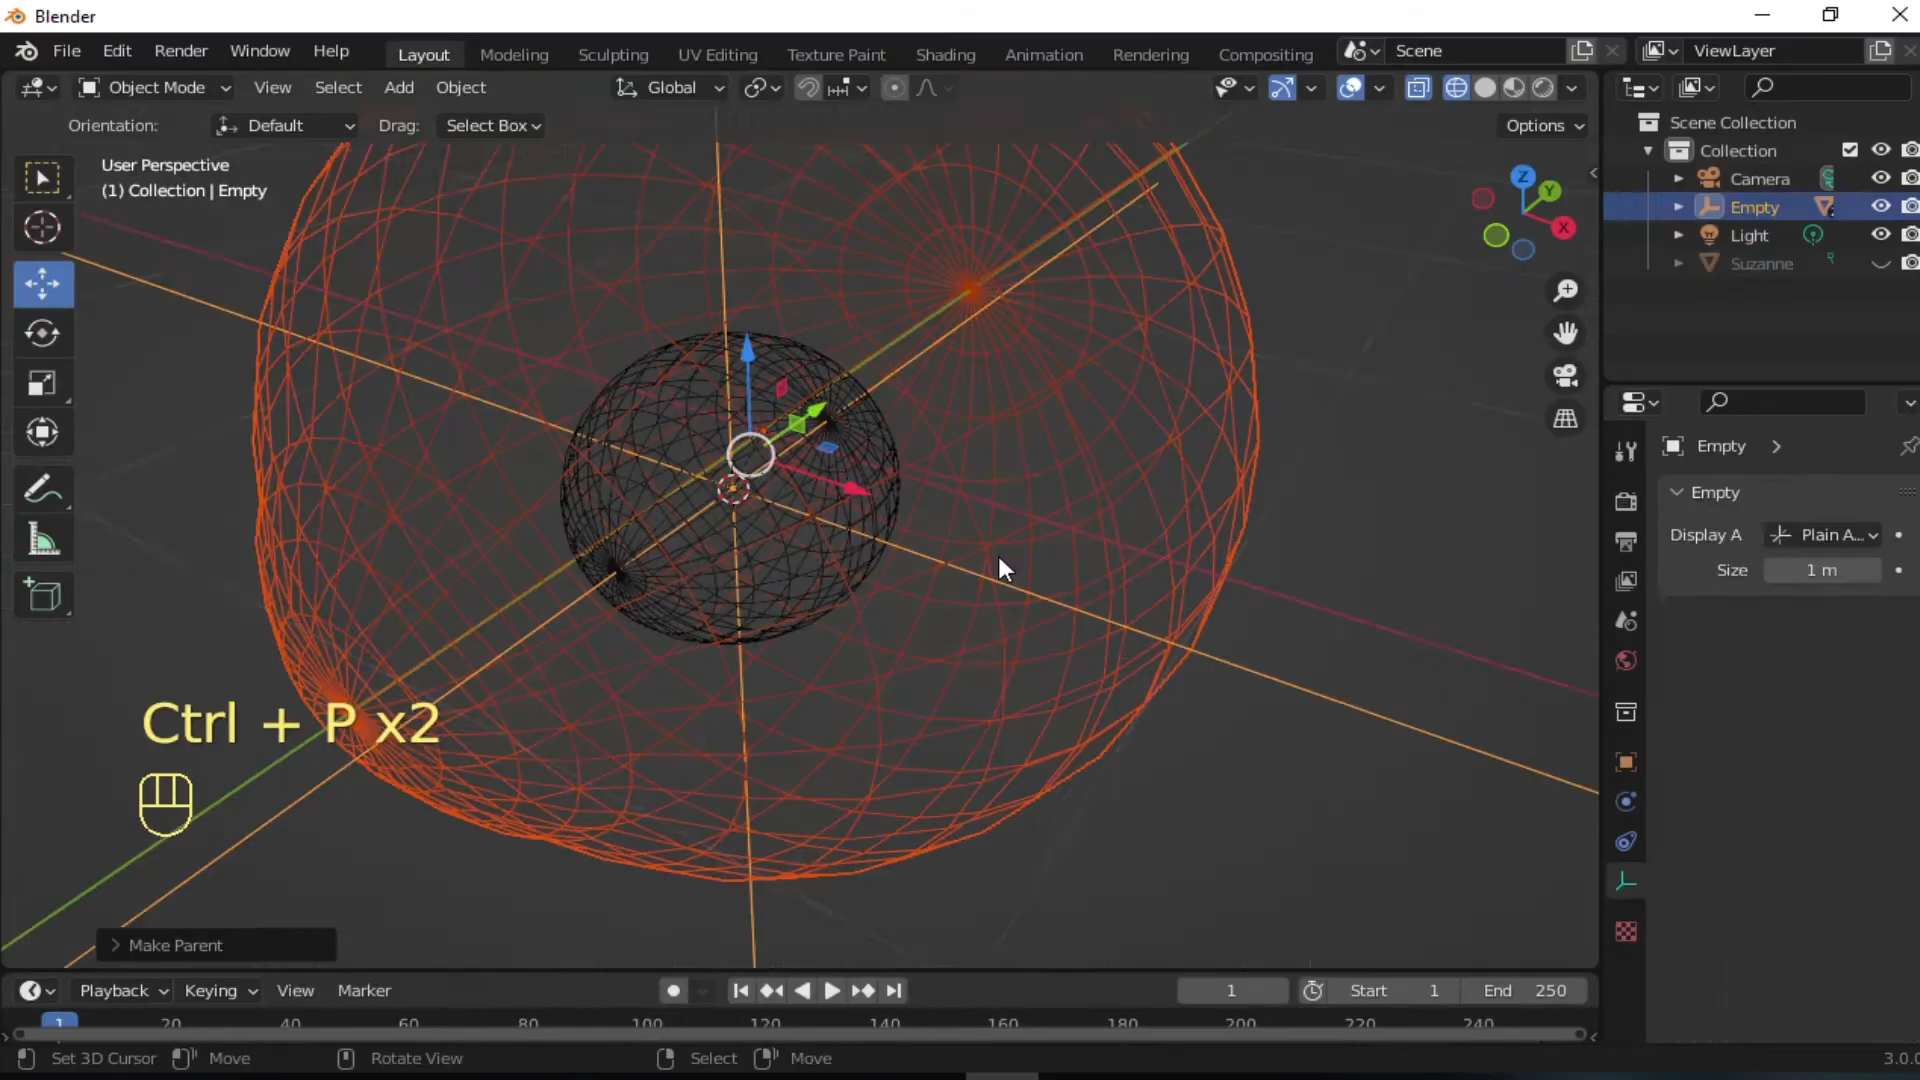 Blender
File Edit Render Window Help Layout Modeling Sculpting UV Editing Texture Paint Shading Animation Rendering Compositing Scene ViewLayer
Object Mode View Select Add Object Global
Orientation: Default Drag: Select Box Options
User Perspective
(1) Collection | Empty
Z
Y
X
Scene Collection
Collection
Camera
Empty
Light
Suzanne
Empty
Empty
Display A Plain A...
Size 1 m
Ctrl + P x2
Make Parent
Playback Keying View Marker 1 Start 1 End 250
1 20 40 60 80 100 120 140 160 180 200 220 240
Set 3D Cursor Move Rotate View Select Move 3.0.0